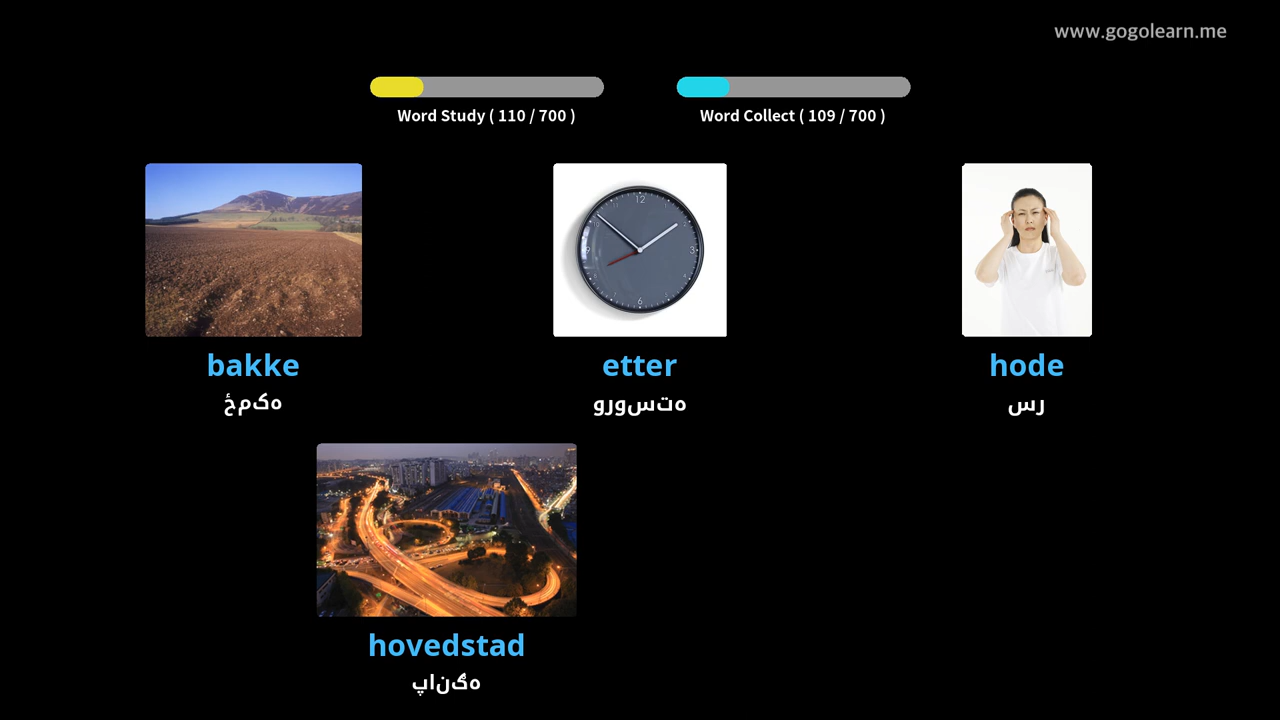 www.gogolearn.me
Word Study ( 110 / 700 )
Word Collect ( 109 / 700 )
bakke
ځمکه
etter
وروسته
hode
سر
hovedstad
پانګه